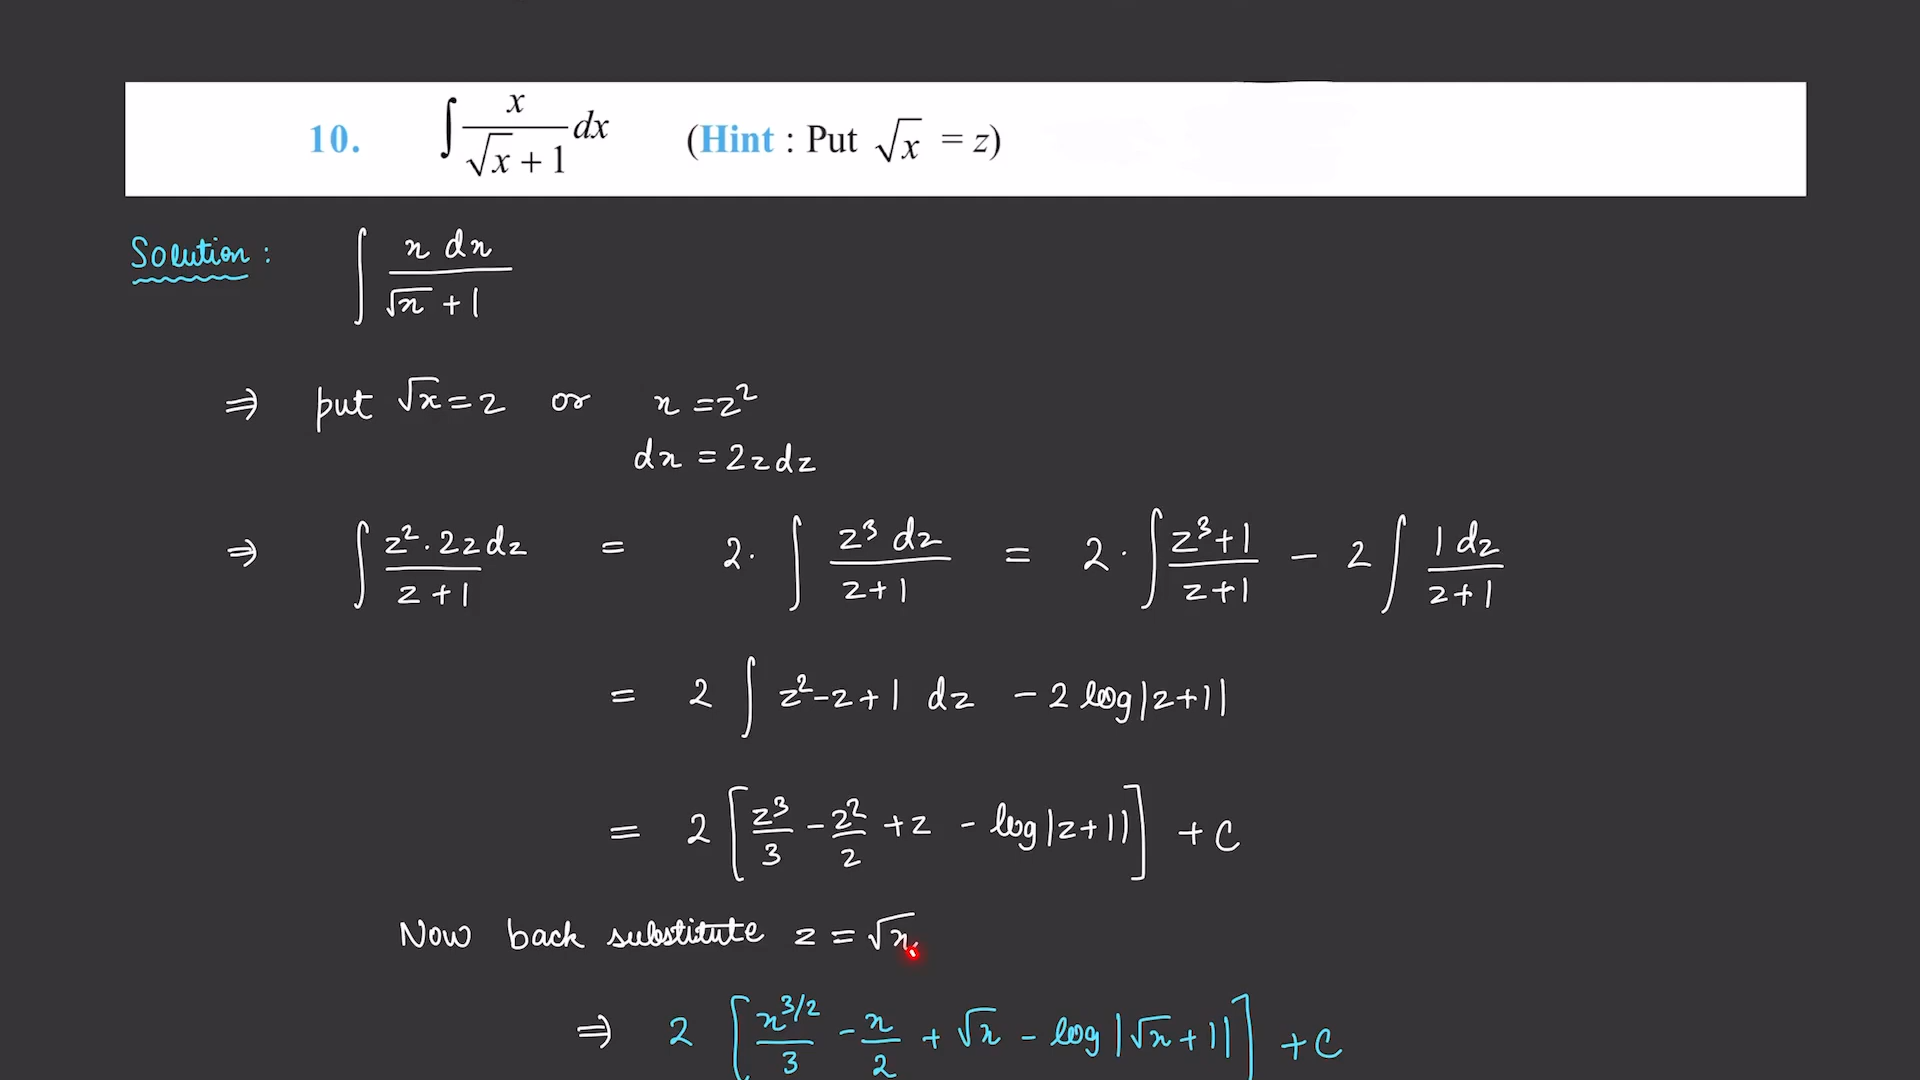 10. ∫ x/(√x + 1) dx (Hint : Put √x = z)
Solution : ∫ x dx/(√x + 1)
⇒ put √x = z or x = z²
dx = 2z dz
⇒ ∫ z² · 2z dz/(z + 1) = 2 · ∫ z³ dz/(z + 1) = 2 · ∫ (z³ + 1)/(z + 1) − 2 ∫ 1 dz/(z + 1)
= 2 ∫ z² − z + 1 dz − 2 log|z + 1|
= 2 [z³/3 − z²/2 + z − log|z + 1|] + C
Now back substitute z = √x
⇒ 2 [x^(3/2)/3 − x/2 + √x − log|√x + 1|] + C